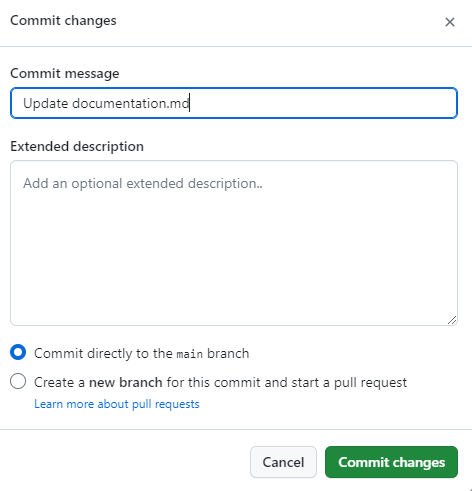 Commit changes
Commit message
Update documentation.md
Extended description
Add an optional extended description..
Commit directly to the main branch
Create a new branch for this commit and start a pull request
Learn more about pull requests
Cancel
Commit changes